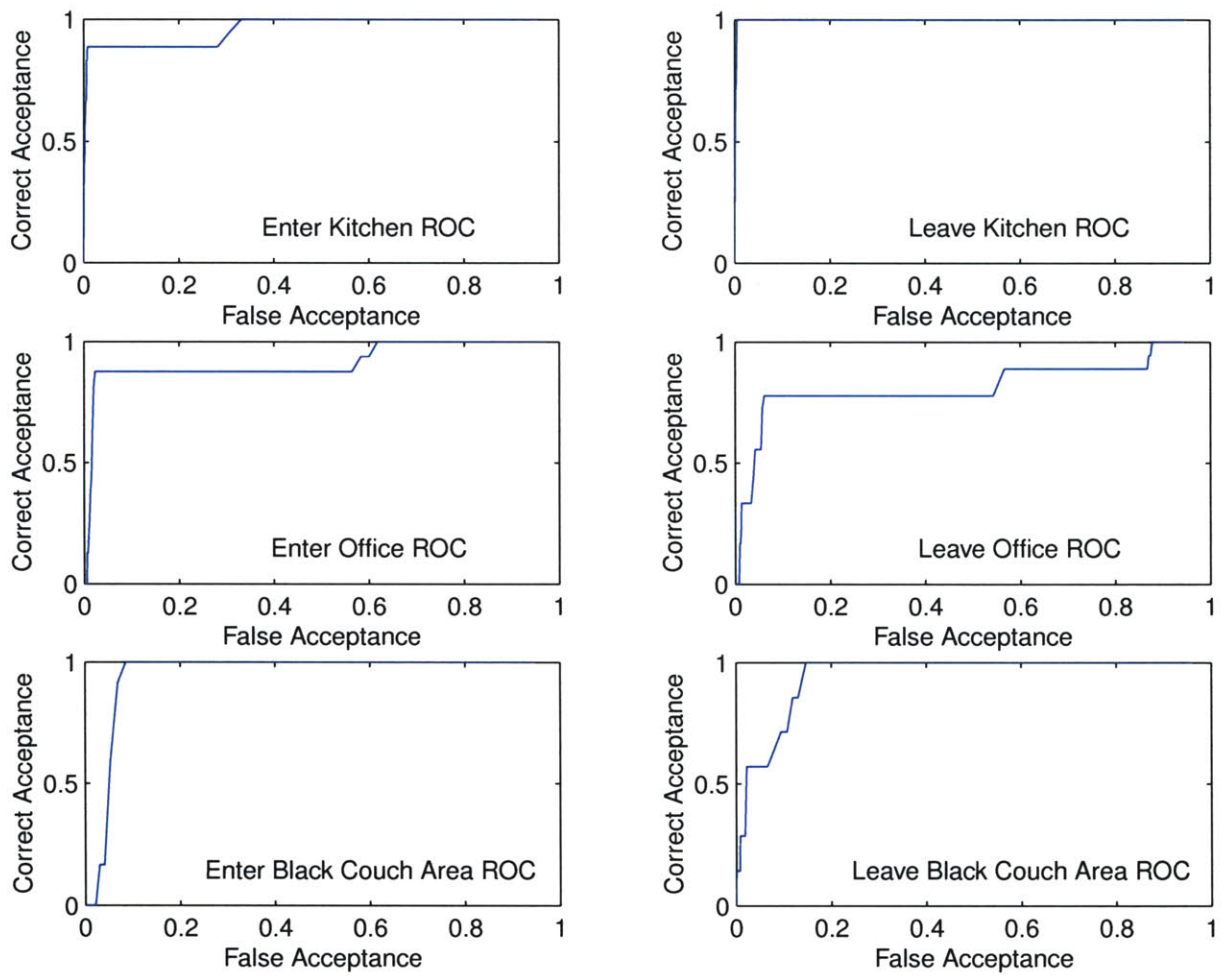 1
0.5
0
Correct Acceptance
Enter Kitchen ROC
0 0.2 0.4 0.6 0.8 1
False Acceptance
1
0.5
0
Correct Acceptance
Leave Kitchen ROC
0 0.2 0.4 0.6 0.8 1
False Acceptance
1
0.5
0
Correct Acceptance
Enter Office ROC
0 0.2 0.4 0.6 0.8 1
False Acceptance
1
0.5
0
Correct Acceptance
Leave Office ROC
0 0.2 0.4 0.6 0.8 1
False Acceptance
1
0.5
0
Correct Acceptance
Enter Black Couch Area ROC
0 0.2 0.4 0.6 0.8 1
False Acceptance
1
0.5
0
Correct Acceptance
Leave Black Couch Area ROC
0 0.2 0.4 0.6 0.8 1
False Acceptance